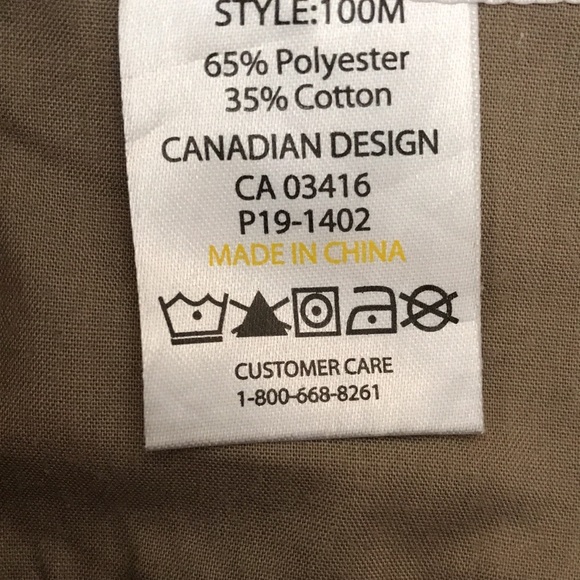 STYLE:100M
65% Polyester
35% Cotton
CANADIAN DESIGN
CA 03416
P19-1402
MADE IN CHINA
CUSTOMER CARE
1-800-668-8261